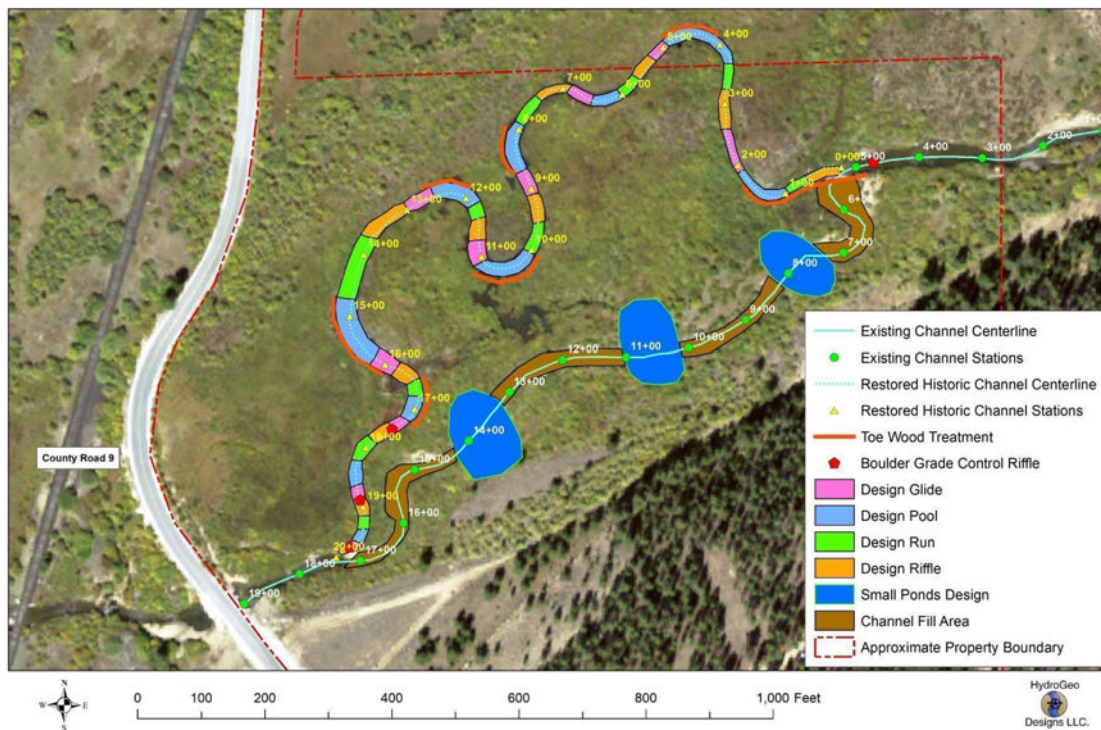 4+00
5+00
7+00
3+00
8+00
1+00
2+00
0+00
5+00
4+00
3+00
2+00
9+00
12+00
13+00
6+00
11+00
10+00
7+00
14+00
8+00
15+00
9+00
10+00
16+00
12+00
11+00
13+00
17+00
14+00
18+00
15+00
19+00
16+00
20+00
17+00
18+00
19+00
County Road 9
Existing Channel Centerline
Existing Channel Stations
Restored Historic Channel Centerline
Restored Historic Channel Stations
Toe Wood Treatment
Boulder Grade Control Riffle
Design Glide
Design Pool
Design Run
Design Riffle
Small Ponds Design
Channel Fill Area
Approximate Property Boundary
N
W E
S
0 200 400 600 800 1,000 Feet
HydroGeo
Designs LLC.